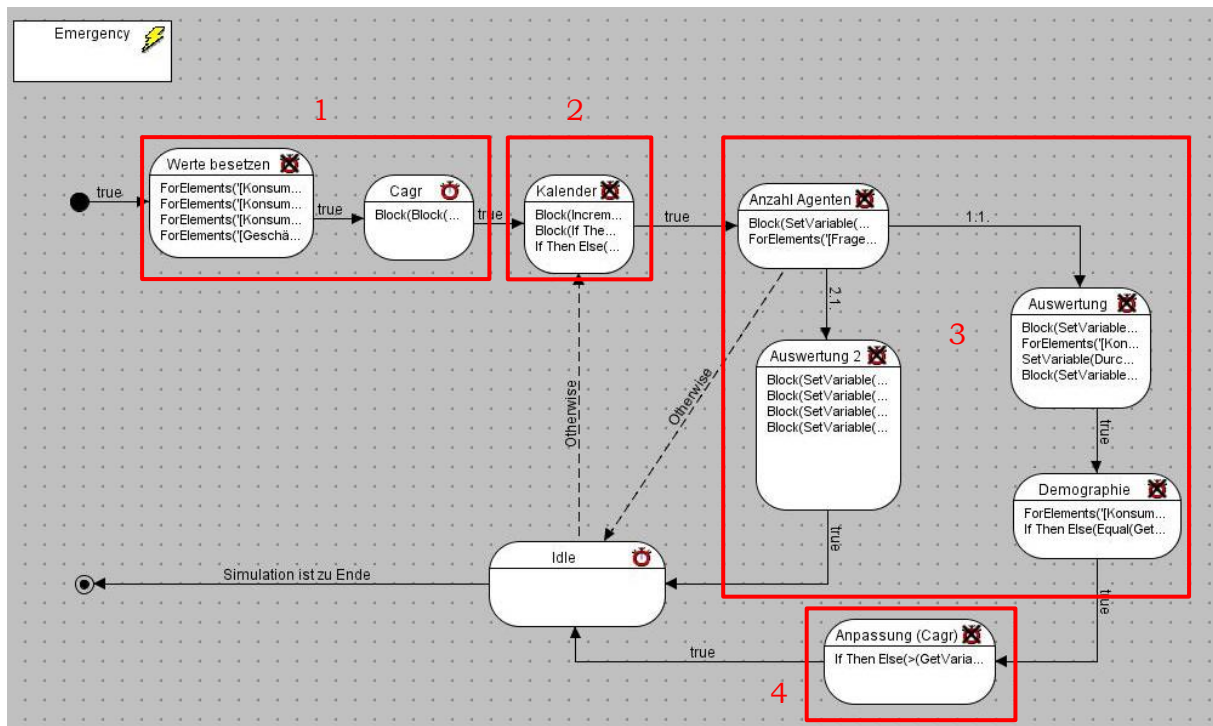 Emergency
1
2
Werte besetzen
ForElements('[Konsum...
ForElements('[Konsum...
ForElements('[Konsum...
ForElements('[Geschä...
true
true
Cagr
Block(Block(...
true
Kalender
Block(Increm...
Block(If The...
If Then Else(...
true
Anzahl Agenten
Block(SetVariable(...
ForElements('[Frage...
1:1.
2:1.
3
Auswertung
Block(SetVariable...
ForElements('[Kon...
SetVariable(Durc...
Block(SetVariable...
Auswertung 2
Block(SetVariable(...
Block(SetVariable(...
Block(SetVariable(...
Block(SetVariable(...
Otherwise
Otherwise
true
Demographie
ForElements('[Konsum...
If Then Else(Equal(Get...
true
true
Idle
Simulation ist zu Ende
Anpassung (Cagr)
If Then Else(>(GetVaria...
true
4